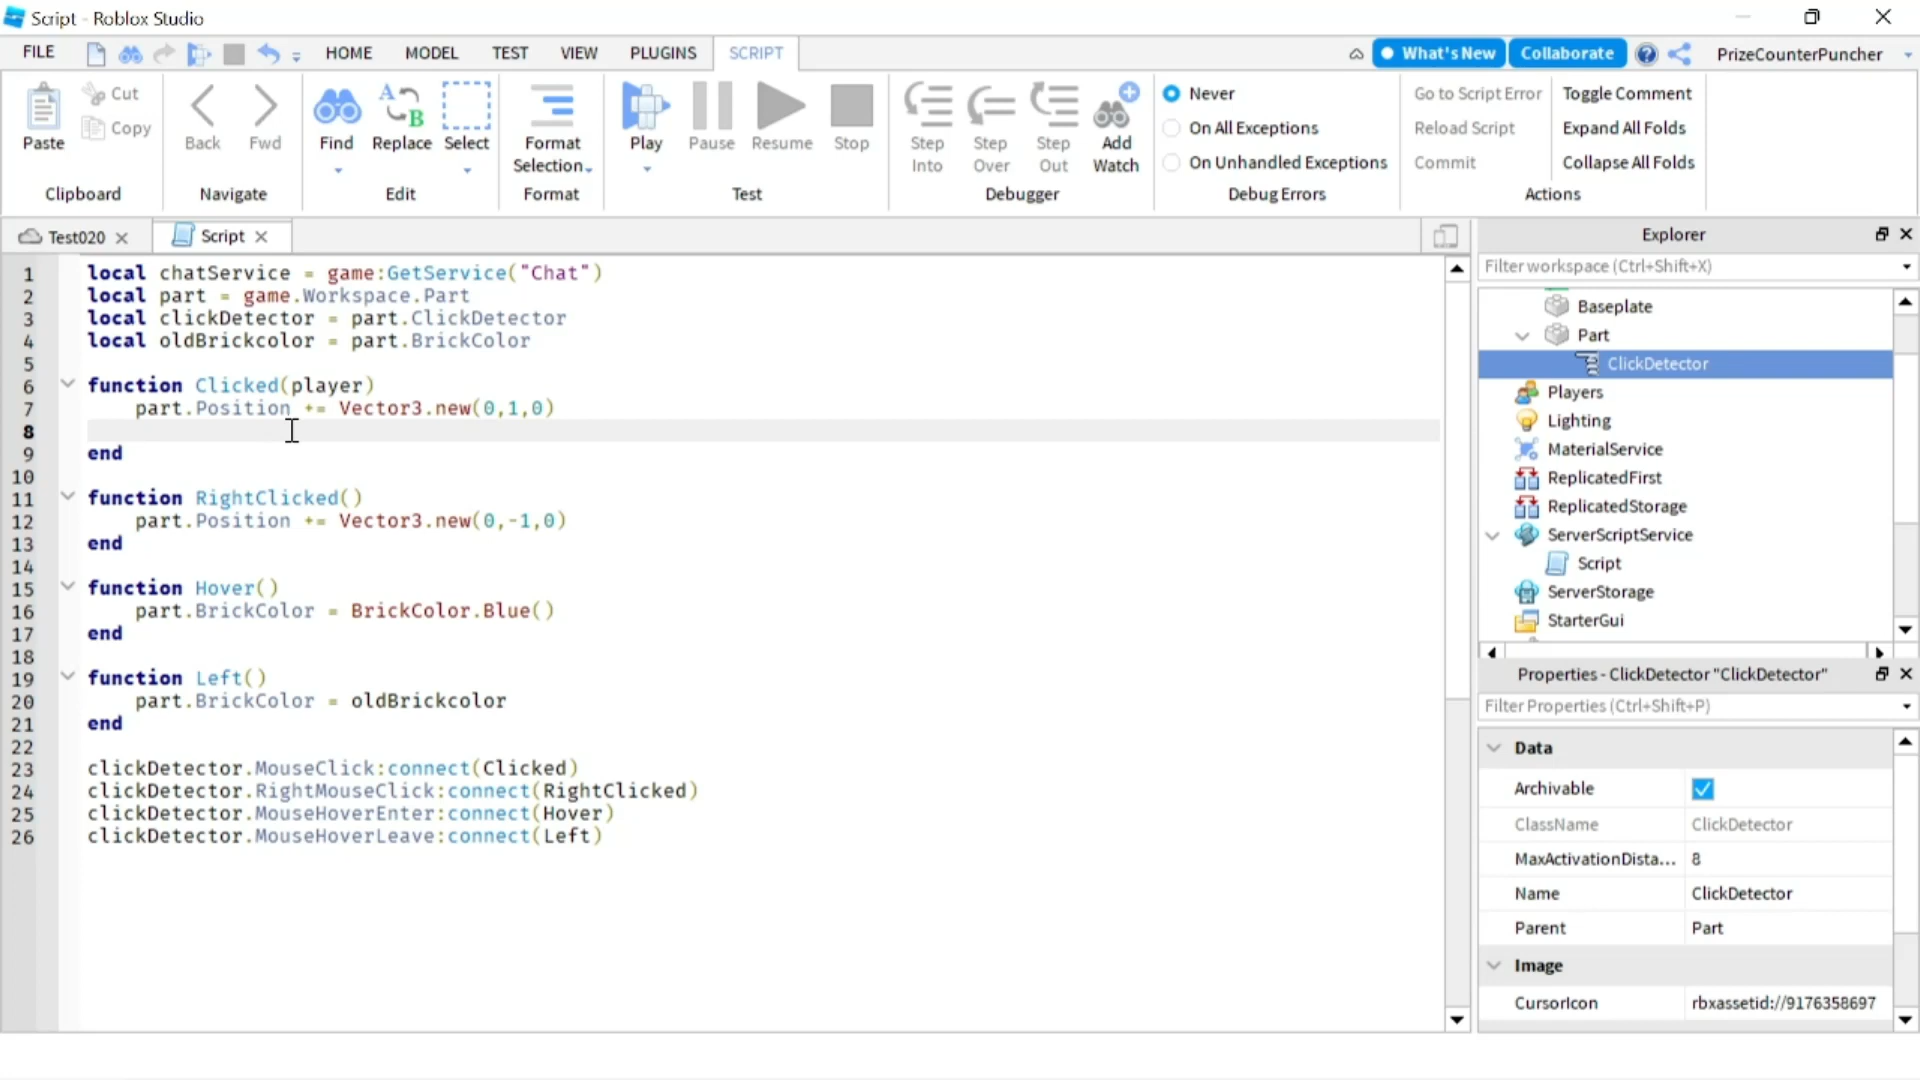 Script - Roblox Studio
FILE HOME MODEL TEST VIEW PLUGINS SCRIPT What's New Collaborate ? PrizeCounterPuncher
Paste Cut Copy
Back Fwd
Find Replace Select
Format Selection
Play Pause Resume Stop
Step Into Step Over Step Out Add Watch
Never
On All Exceptions
On Unhandled Exceptions
Go to Script Error
Reload Script
Commit
Toggle Comment
Expand All Folds
Collapse All Folds
Clipboard Navigate Edit Format Test Debugger Debug Errors Actions
Test020 Script
1 local chatService = game:GetService("Chat")
2 local part = game.Workspace.Part
3 local clickDetector = part.ClickDetector
4 local oldBrickcolor = part.BrickColor
5
6 function Clicked(player)
7 part.Position += Vector3.new(0,1,0)
8
9 end
10
11 function RightClicked()
12 part.Position += Vector3.new(0,-1,0)
13 end
14
15 function Hover()
16 part.BrickColor = BrickColor.Blue()
17 end
18
19 function Left()
20 part.BrickColor = oldBrickcolor
21 end
22
23 clickDetector.MouseClick:connect(Clicked)
24 clickDetector.RightMouseClick:connect(RightClicked)
25 clickDetector.MouseHoverEnter:connect(Hover)
26 clickDetector.MouseHoverLeave:connect(Left)
Explorer
Filter workspace (Ctrl+Shift+X)
Baseplate
Part
ClickDetector
Players
Lighting
MaterialService
ReplicatedFirst
ReplicatedStorage
ServerScriptService
Script
ServerStorage
StarterGui
Properties - ClickDetector "ClickDetector"
Filter Properties (Ctrl+Shift+P)
Data
Archivable
ClassName ClickDetector
MaxActivationDista... 8
Name ClickDetector
Parent Part
Image
CursorIcon rbxassetid://9176358697